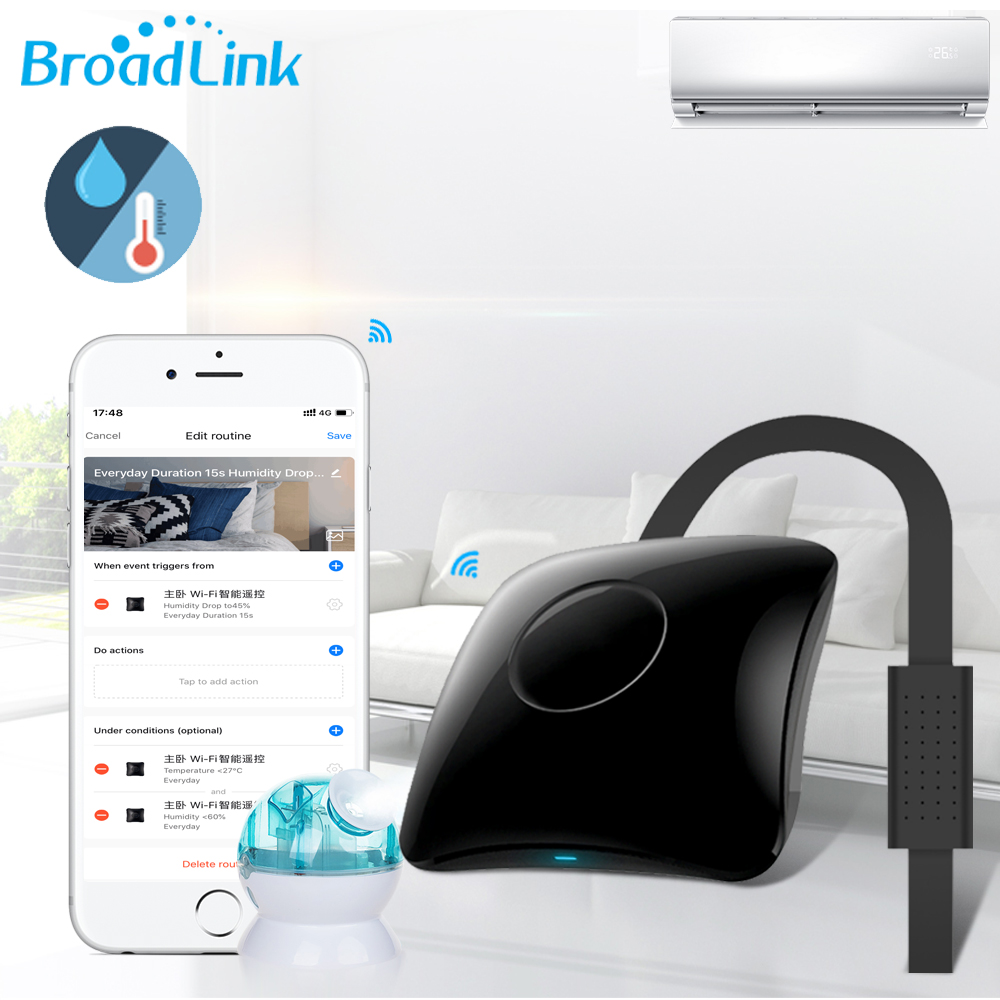 BroadLink
26.1
17:48
4G
Cancel Edit routine Save
Everyday Duration 15s Humidity Drop...
When event triggers from
主卧 Wi-Fi智能遥控
Humidity Drop to45%
Everyday Duration 15s
Do actions
Tap to add action
Under conditions (optional)
主卧 Wi-Fi智能遥控
Temperature <27°C
Everyday
and
主卧 Wi-Fi智能遥
Humidity <60%
Everyday
Delete rou